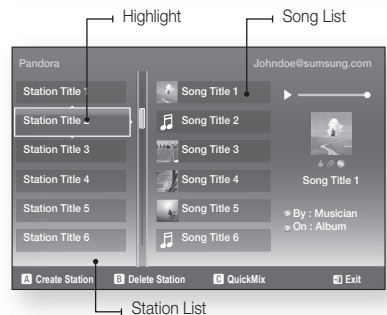 Highlight
Song List
Pandora
Johndoe@sumsung.com
Station Title 1
Station Title 2
Station Title 3
Station Title 4
Station Title 5
Station Title 6
Song Title 1
Song Title 2
Song Title 3
Song Title 4
Song Title 5
Song Title 6
Song Title 1
By : Musician
On : Album
A Create Station
B Delete Station
C QuickMix
Exit
Station List